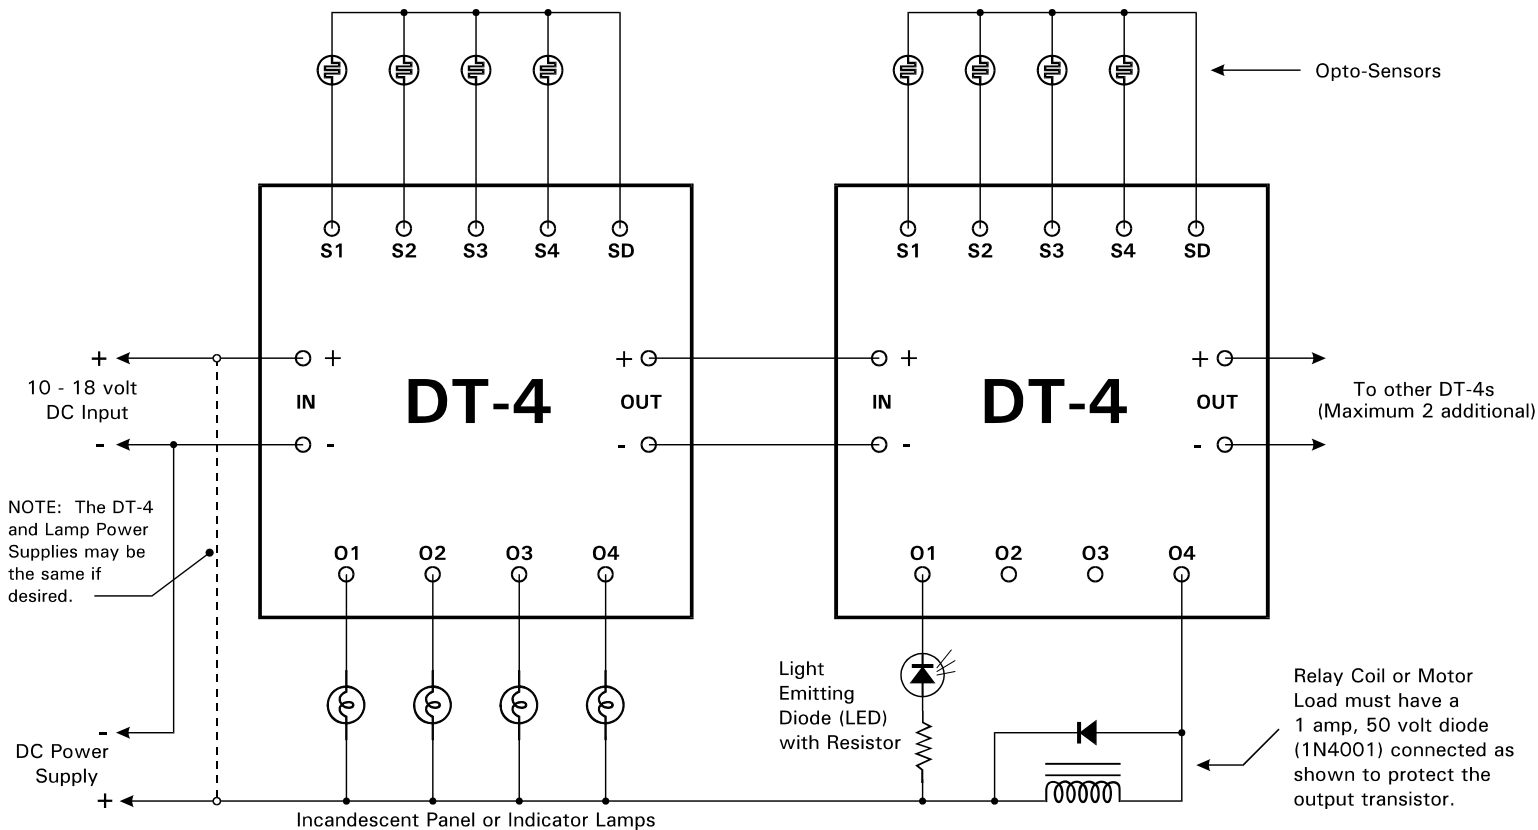 Opto-Sensors
S1 S2 S3 S4 SD
S1 S2 S3 S4 SD
+ + + + +
10 - 18 volt
DC Input
IN DT-4 OUT
IN DT-4 OUT
To other DT-4s
(Maximum 2 additional)
- - - - -
NOTE: The DT-4
and Lamp Power
Supplies may be
the same if
desired.
O1 O2 O3 O4
O1 O2 O3 O4
Light
Emitting
Diode (LED)
with Resistor
Relay Coil or Motor
Load must have a
1 amp, 50 volt diode
(1N4001) connected as
shown to protect the
output transistor.
-
DC Power
Supply
+
Incandescent Panel or Indicator Lamps